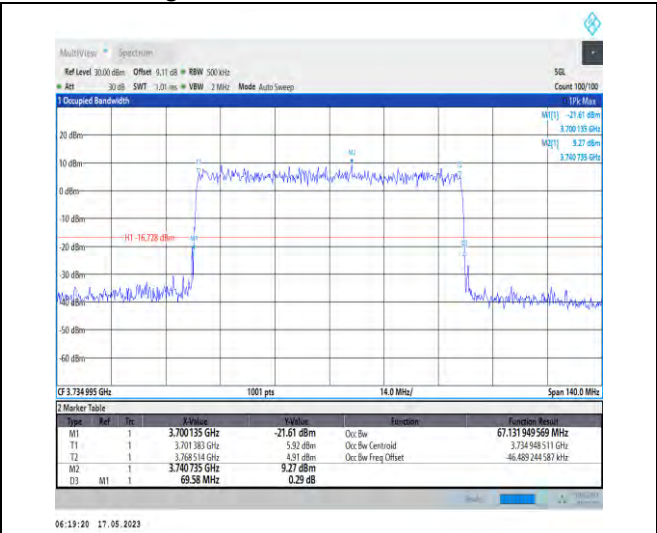 MultiView Spectrum
Ref Level 30.00 dBm Offset 9.11 dB RBW 500 kHz SGL
Att 30 dB SWT 1.01 ms VBW 2 MHz Mode Auto Sweep Count 100/100
1 Occupied Bandwidth 1Pk Max
M1[1] -21.61 dBm
3.700 135 GHz
20 dBm
M2[1] 9.27 dBm
3.740 735 GHz
M2
10 dBm
0 dBm
-10 dBm
H1 -16.728 dBm
-20 dBm
-30 dBm
-40 dBm
-50 dBm
-60 dBm
CF 3.734 995 GHz 1001 pts 14.0 MHz/ Span 140.0 MHz
2 Marker Table
Type Ref Trc X-Value Y-Value Function Function Result
M1 1 3.700 135 GHz -21.61 dBm Occ Bw 67.131 949 569 MHz
T1 1 3.701 383 GHz 5.92 dBm Occ Bw Centroid 3.734 948 511 GHz
T2 1 3.768 514 GHz 4.91 dBm Occ Bw Freq Offset -46.489 244 587 kHz
M2 1 3.740 735 GHz 9.27 dBm
D3 M1 1 69.58 MHz 0.29 dB
06:19:20 17.05.2023